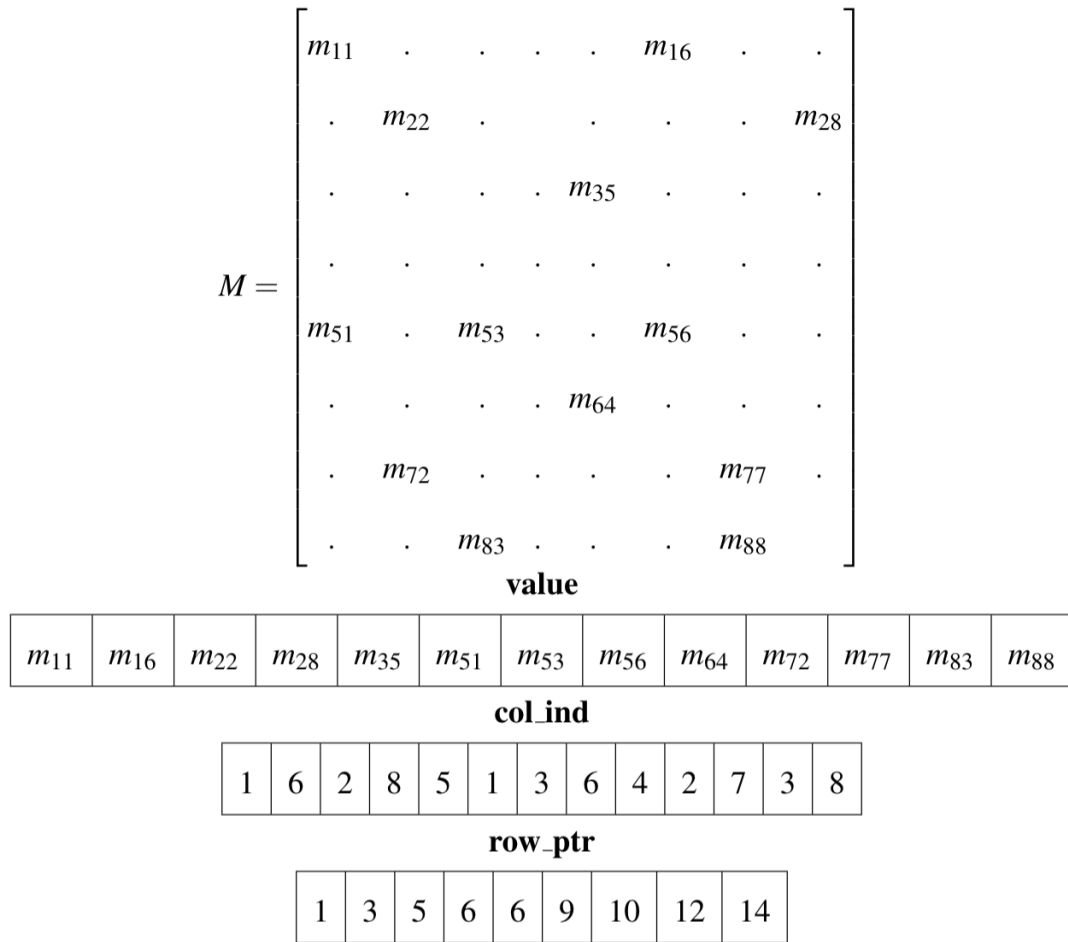 m11 . . . . m16 . .
. m22 . . . . m28
. . . . m35 . . .
. . . . . . . .
M =
m51 . m53 . . m56 . .
. . . . m64 . . .
. m72 . . . . m77 .
. . m83 . . . m88
value
m11 m16 m22 m28 m35 m51 m53 m56 m64 m72 m77 m83 m88
col_ind
1 6 2 8 5 1 3 6 4 2 7 3 8
row_ptr
1 3 5 6 6 9 10 12 14